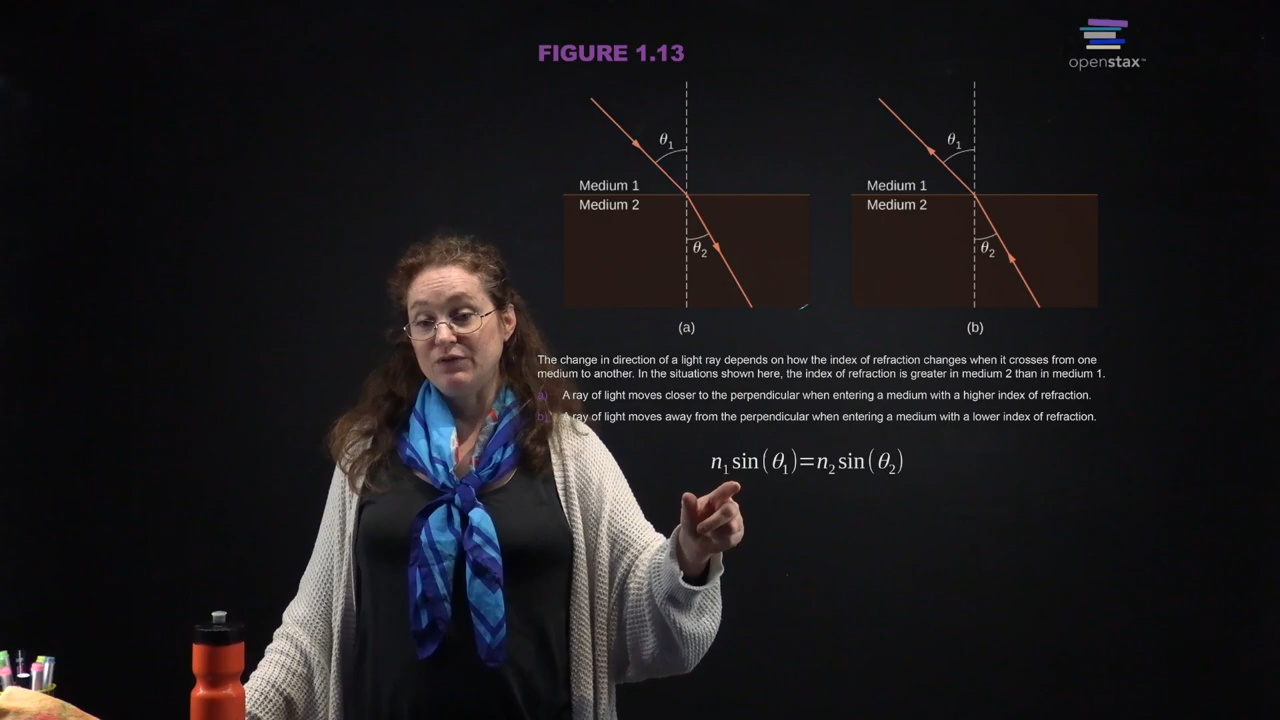 FIGURE 1.13
openstax™
θ1
Medium 1
Medium 2
θ2
(a)
θ1
Medium 1
Medium 2
θ2
(b)
The change in direction of a light ray depends on how the index of refraction changes when it crosses from one
medium to another. In the situations shown here, the index of refraction is greater in medium 2 than in medium 1.
a) A ray of light moves closer to the perpendicular when entering a medium with a higher index of refraction.
b) A ray of light moves away from the perpendicular when entering a medium with a lower index of refraction.
n1 sin(θ1)=n2 sin(θ2)